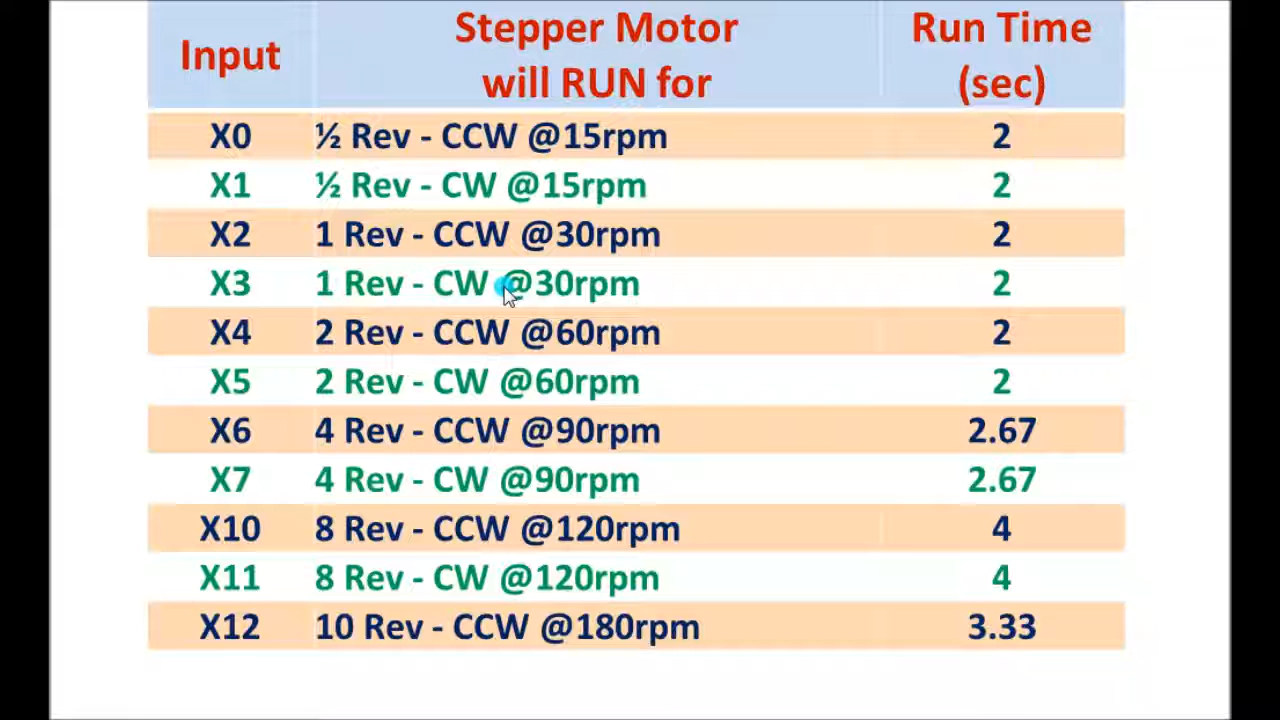 Input Stepper Motor will RUN for Run Time (sec)
X0 ½ Rev - CCW @15rpm 2
X1 ½ Rev - CW @15rpm 2
X2 1 Rev - CCW @30rpm 2
X3 1 Rev - CW @30rpm 2
X4 2 Rev - CCW @60rpm 2
X5 2 Rev - CW @60rpm 2
X6 4 Rev - CCW @90rpm 2.67
X7 4 Rev - CW @90rpm 2.67
X10 8 Rev - CCW @120rpm 4
X11 8 Rev - CW @120rpm 4
X12 10 Rev - CCW @180rpm 3.33